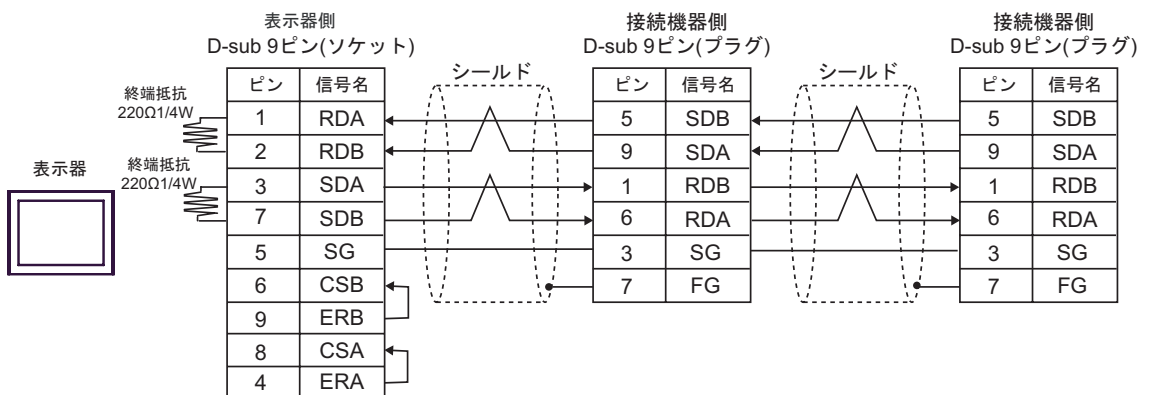 表示器側
D-sub 9ピン(ソケット)
接続機器側
D-sub 9ピン(プラグ)
接続機器側
D-sub 9ピン(プラグ)
シールド
シールド
終端抵抗
220Ω1/4W
終端抵抗
220Ω1/4W
表示器
ピン 信号名
1 RDA
2 RDB
3 SDA
7 SDB
5 SG
6 CSB
9 ERB
8 CSA
4 ERA
ピン 信号名
5 SDB
9 SDA
1 RDB
6 RDA
3 SG
7 FG
ピン 信号名
5 SDB
9 SDA
1 RDB
6 RDA
3 SG
7 FG